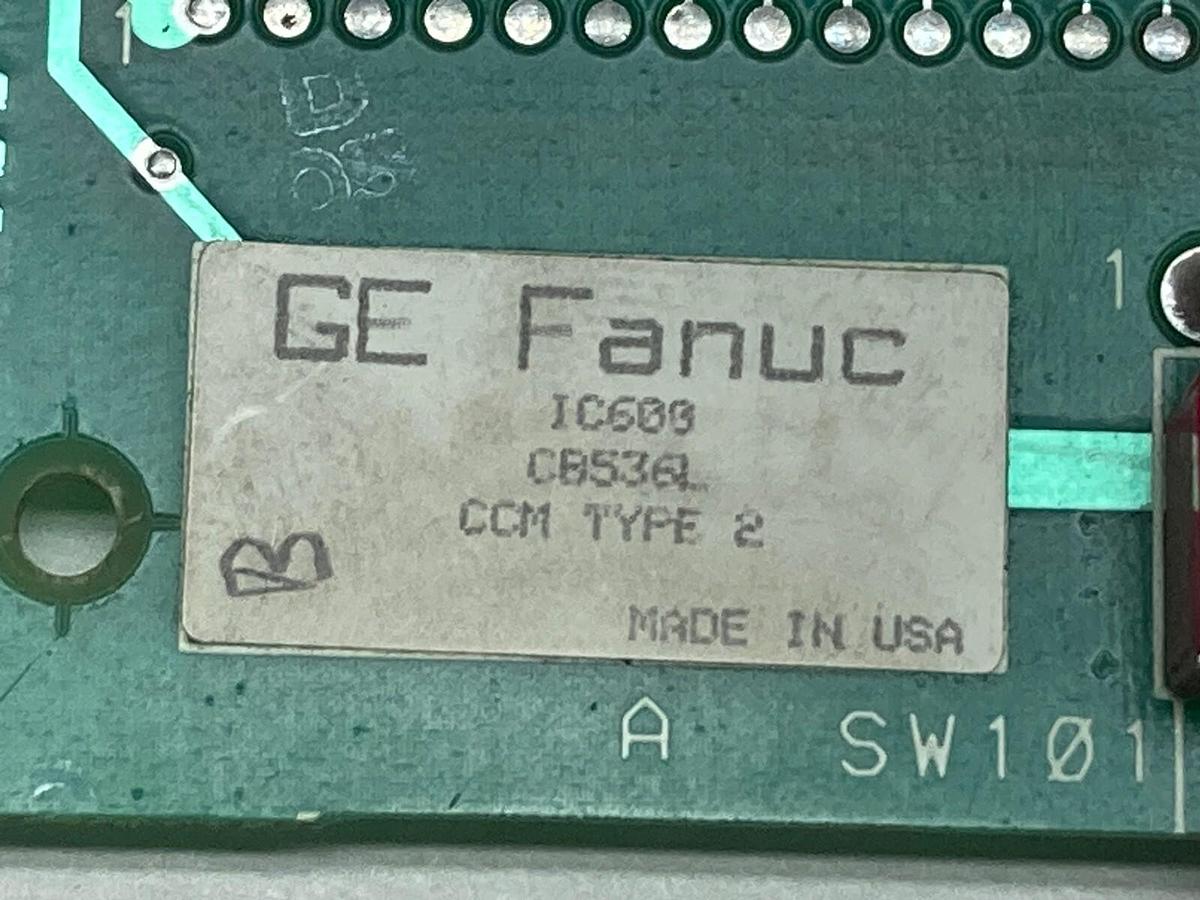 1
D
GE Fanuc
1
IC600
CB536L
CCM TYPE 2
B
MADE IN USA
A
SW101